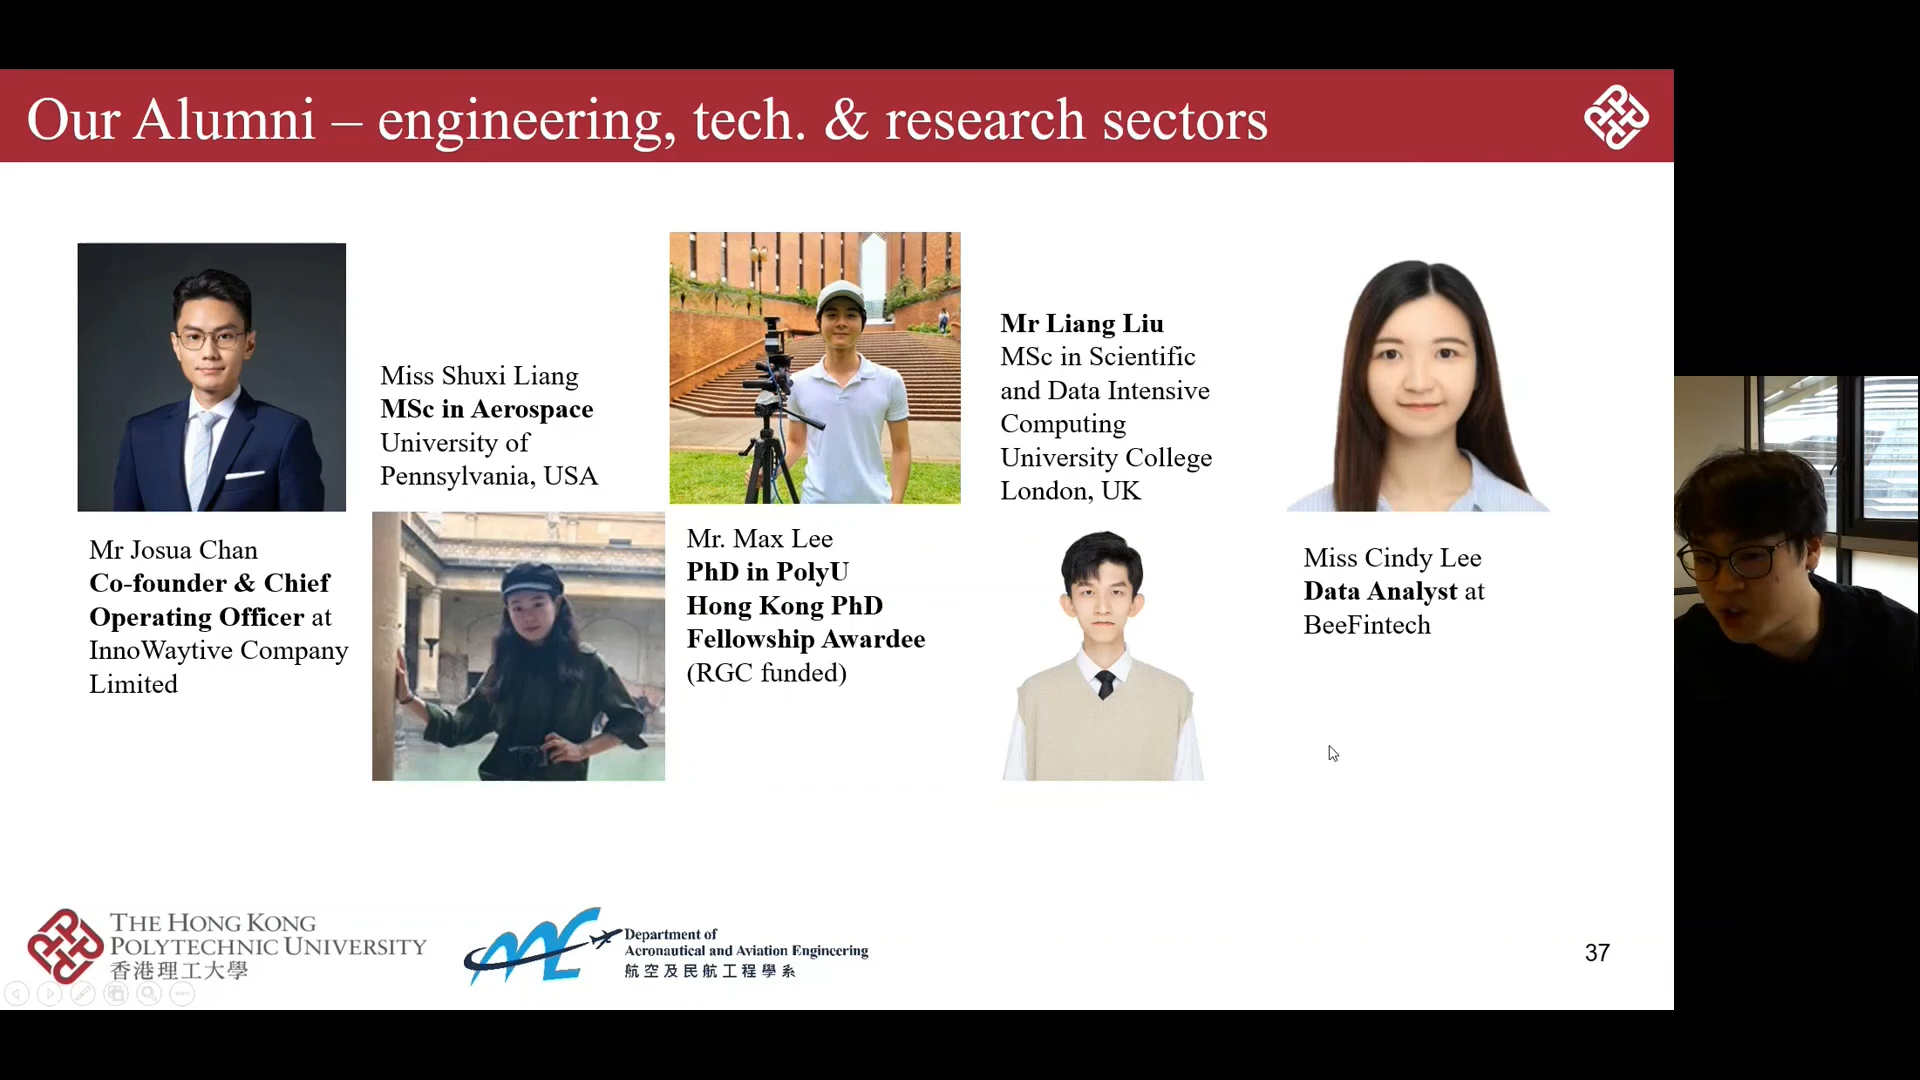 Our Alumni – engineering, tech. & research sectors
Mr Josua Chan
Co-founder & Chief
Operating Officer at
InnoWaytive Company
Limited
Miss Shuxi Liang
MSc in Aerospace
University of
Pennsylvania, USA
Mr. Max Lee
PhD in PolyU
Hong Kong PhD
Fellowship Awardee
(RGC funded)
Mr Liang Liu
MSc in Scientific
and Data Intensive
Computing
University College
London, UK
Miss Cindy Lee
Data Analyst at
BeeFintech
THE HONG KONG
POLYTECHNIC UNIVERSITY
香港理工大學
Department of
Aeronautical and Aviation Engineering
航空及民航工程學系
37